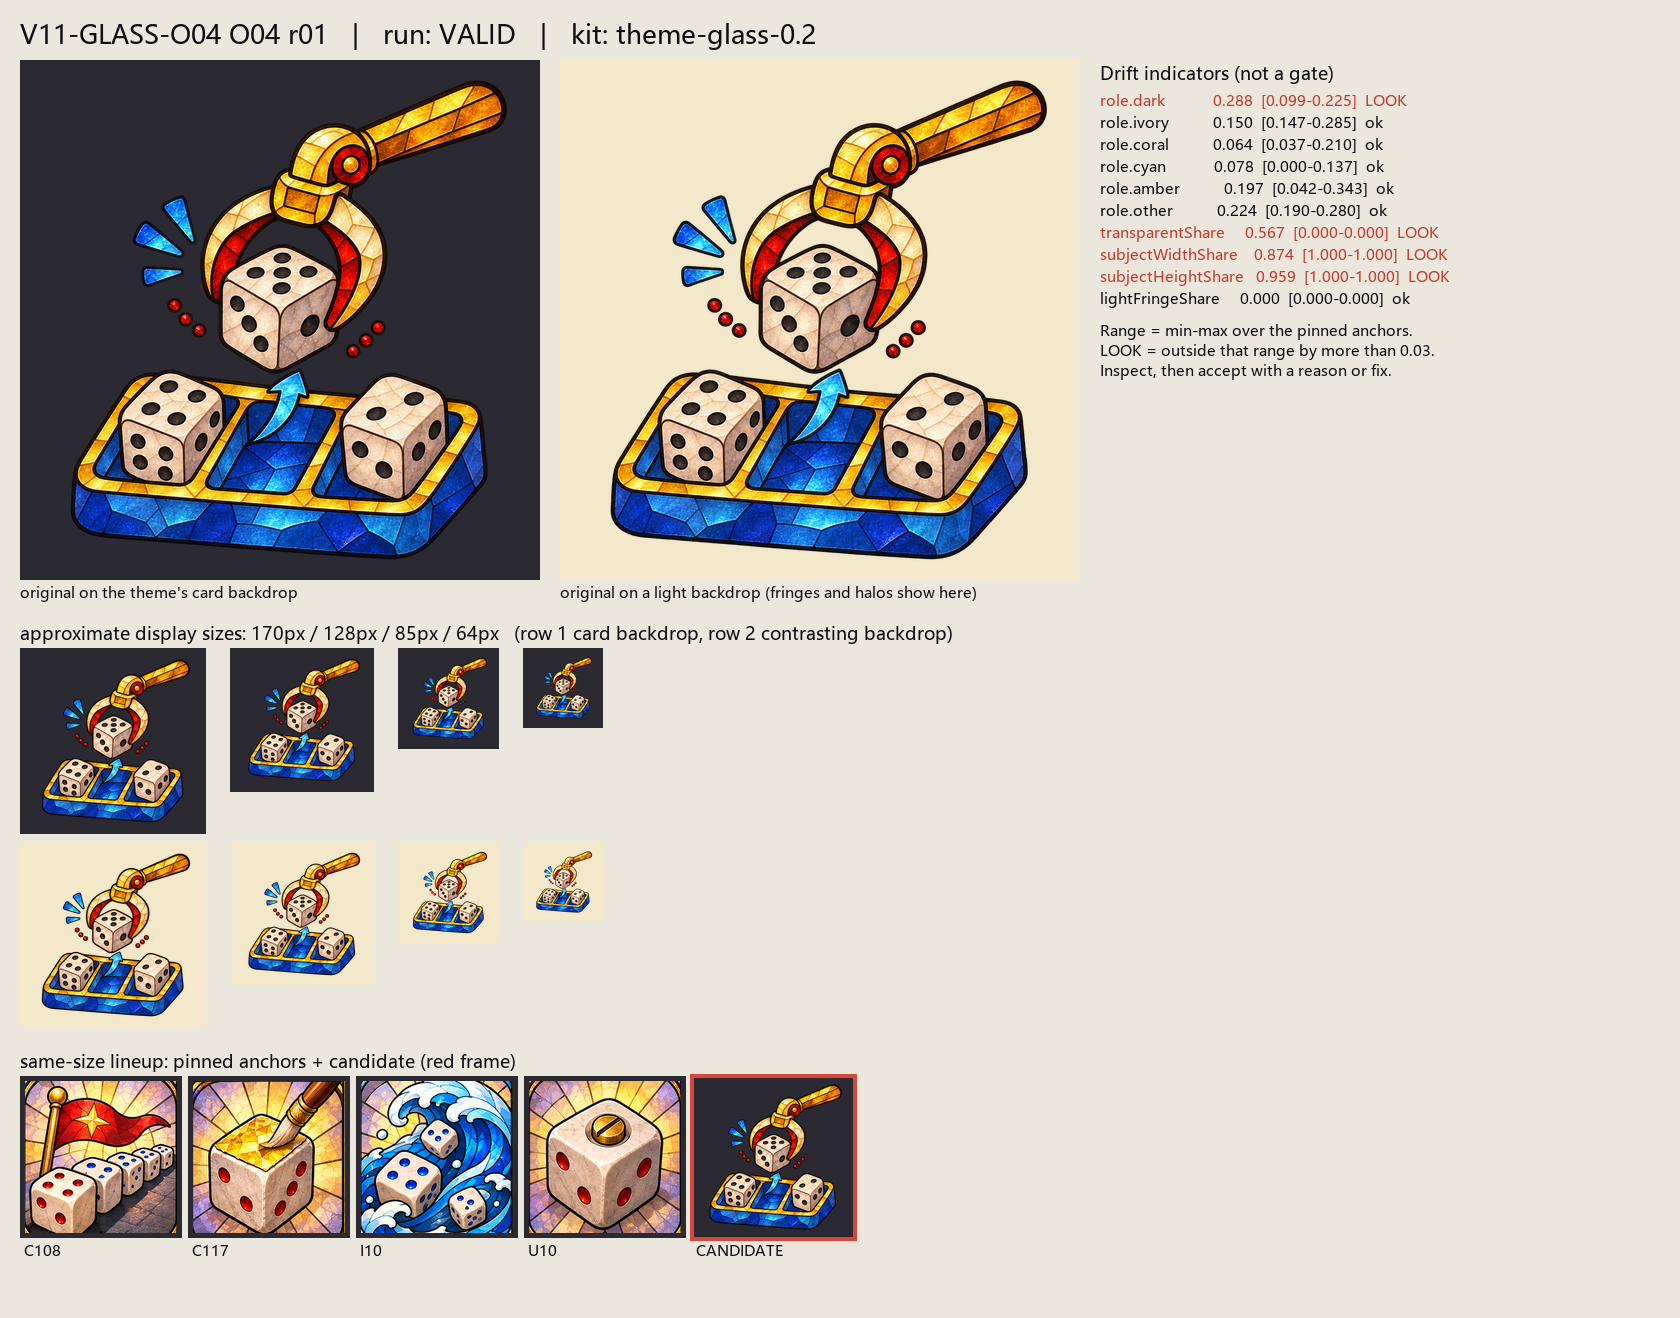 V11-GLASS-O04 O04 r01   |   run: VALID   |   kit: theme-glass-0.2
Drift indicators (not a gate)
role.dark 0.288 [0.099-0.225] LOOK
role.ivory 0.150 [0.147-0.285] ok
role.coral 0.064 [0.037-0.210] ok
role.cyan 0.078 [0.000-0.137] ok
role.amber 0.197 [0.042-0.343] ok
role.other 0.224 [0.190-0.280] ok
transparentShare 0.567 [0.000-0.000] LOOK
subjectWidthShare 0.874 [1.000-1.000] LOOK
subjectHeightShare 0.959 [1.000-1.000] LOOK
lightFringeShare 0.000 [0.000-0.000] ok
Range = min-max over the pinned anchors.
LOOK = outside that range by more than 0.03.
Inspect, then accept with a reason or fix.
original on the theme's card backdrop
original on a light backdrop (fringes and halos show here)
approximate display sizes: 170px / 128px / 85px / 64px   (row 1 card backdrop, row 2 contrasting backdrop)
same-size lineup: pinned anchors + candidate (red frame)
C108
C117
I10
U10
CANDIDATE